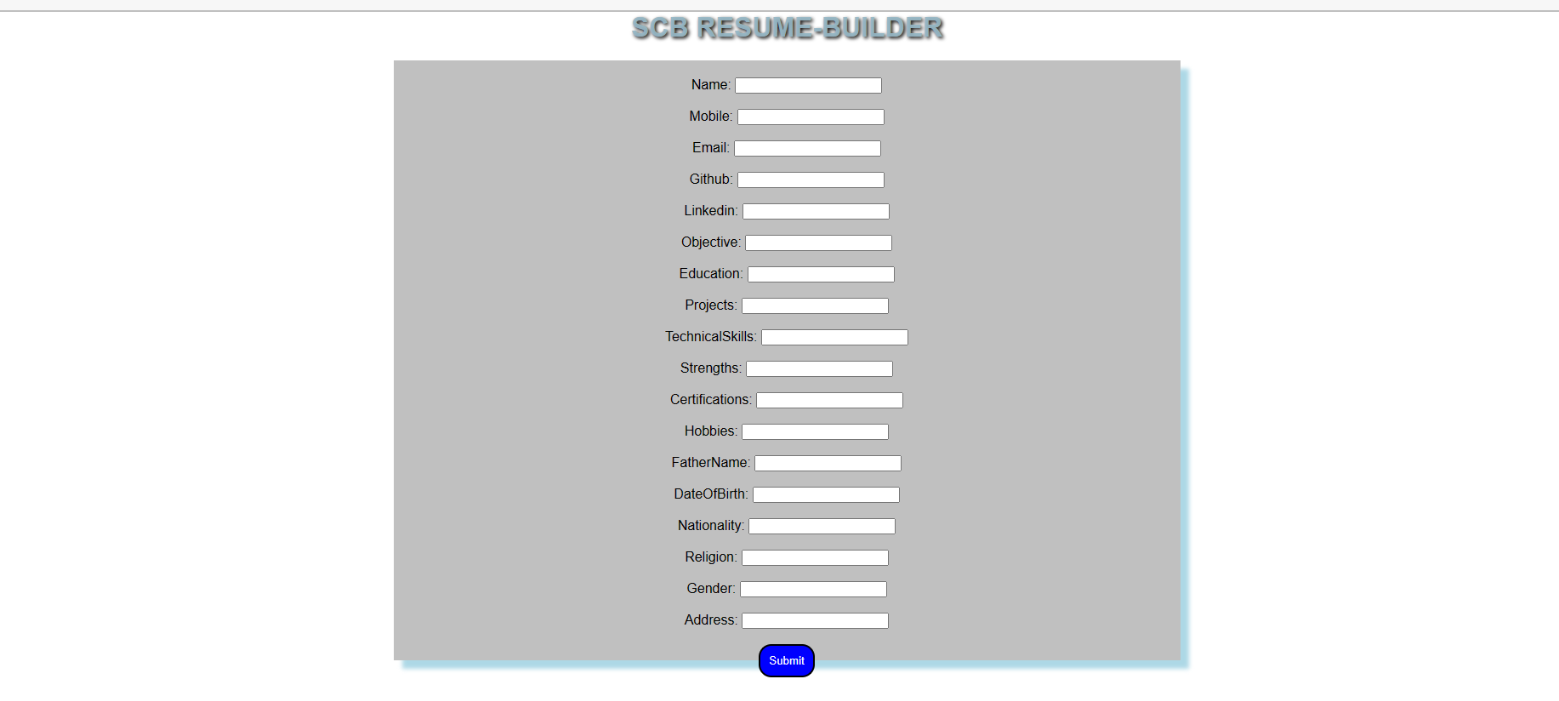 SCB RESUME-BUILDER
Name:
Mobile:
Email:
Github:
Linkedin:
Objective:
Education:
Projects:
TechnicalSkills:
Strengths:
Certifications:
Hobbies:
FatherName:
DateOfBirth:
Nationality:
Religion:
Gender:
Address:
Submit